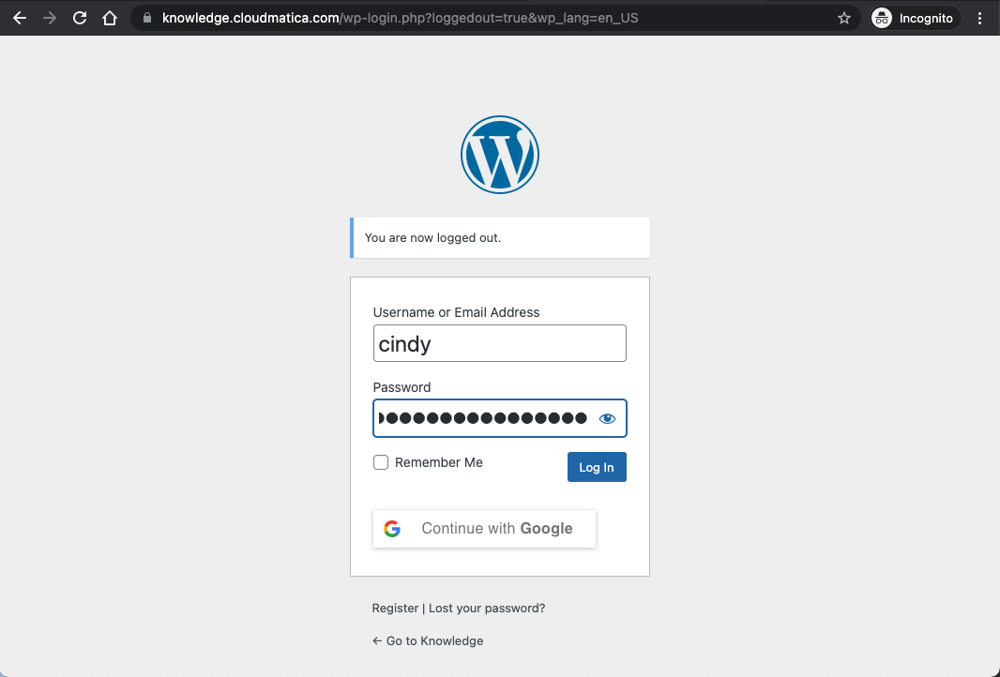 knowledge.cloudmatica.com/wp-login.php?loggedout=true&wp_lang=en_US
Incognito
You are now logged out.
Username or Email Address
cindy
Password
Remember Me
Log In
Continue with Google
Register | Lost your password?
← Go to Knowledge